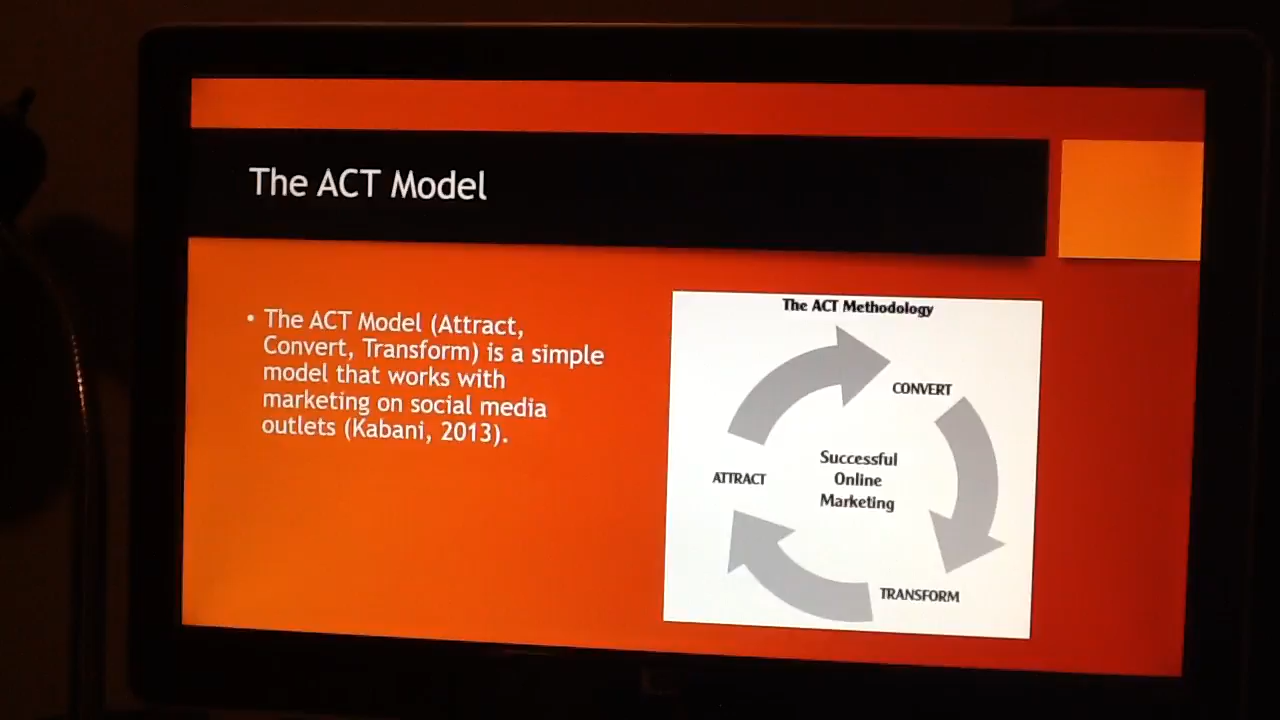 The ACT Model
• The ACT Model (Attract,
Convert, Transform) is a simple
model that works with
marketing on social media
outlets (Kabani, 2013).
The ACT Methodology
CONVERT
Successful
Online
Marketing
ATTRACT
TRANSFORM